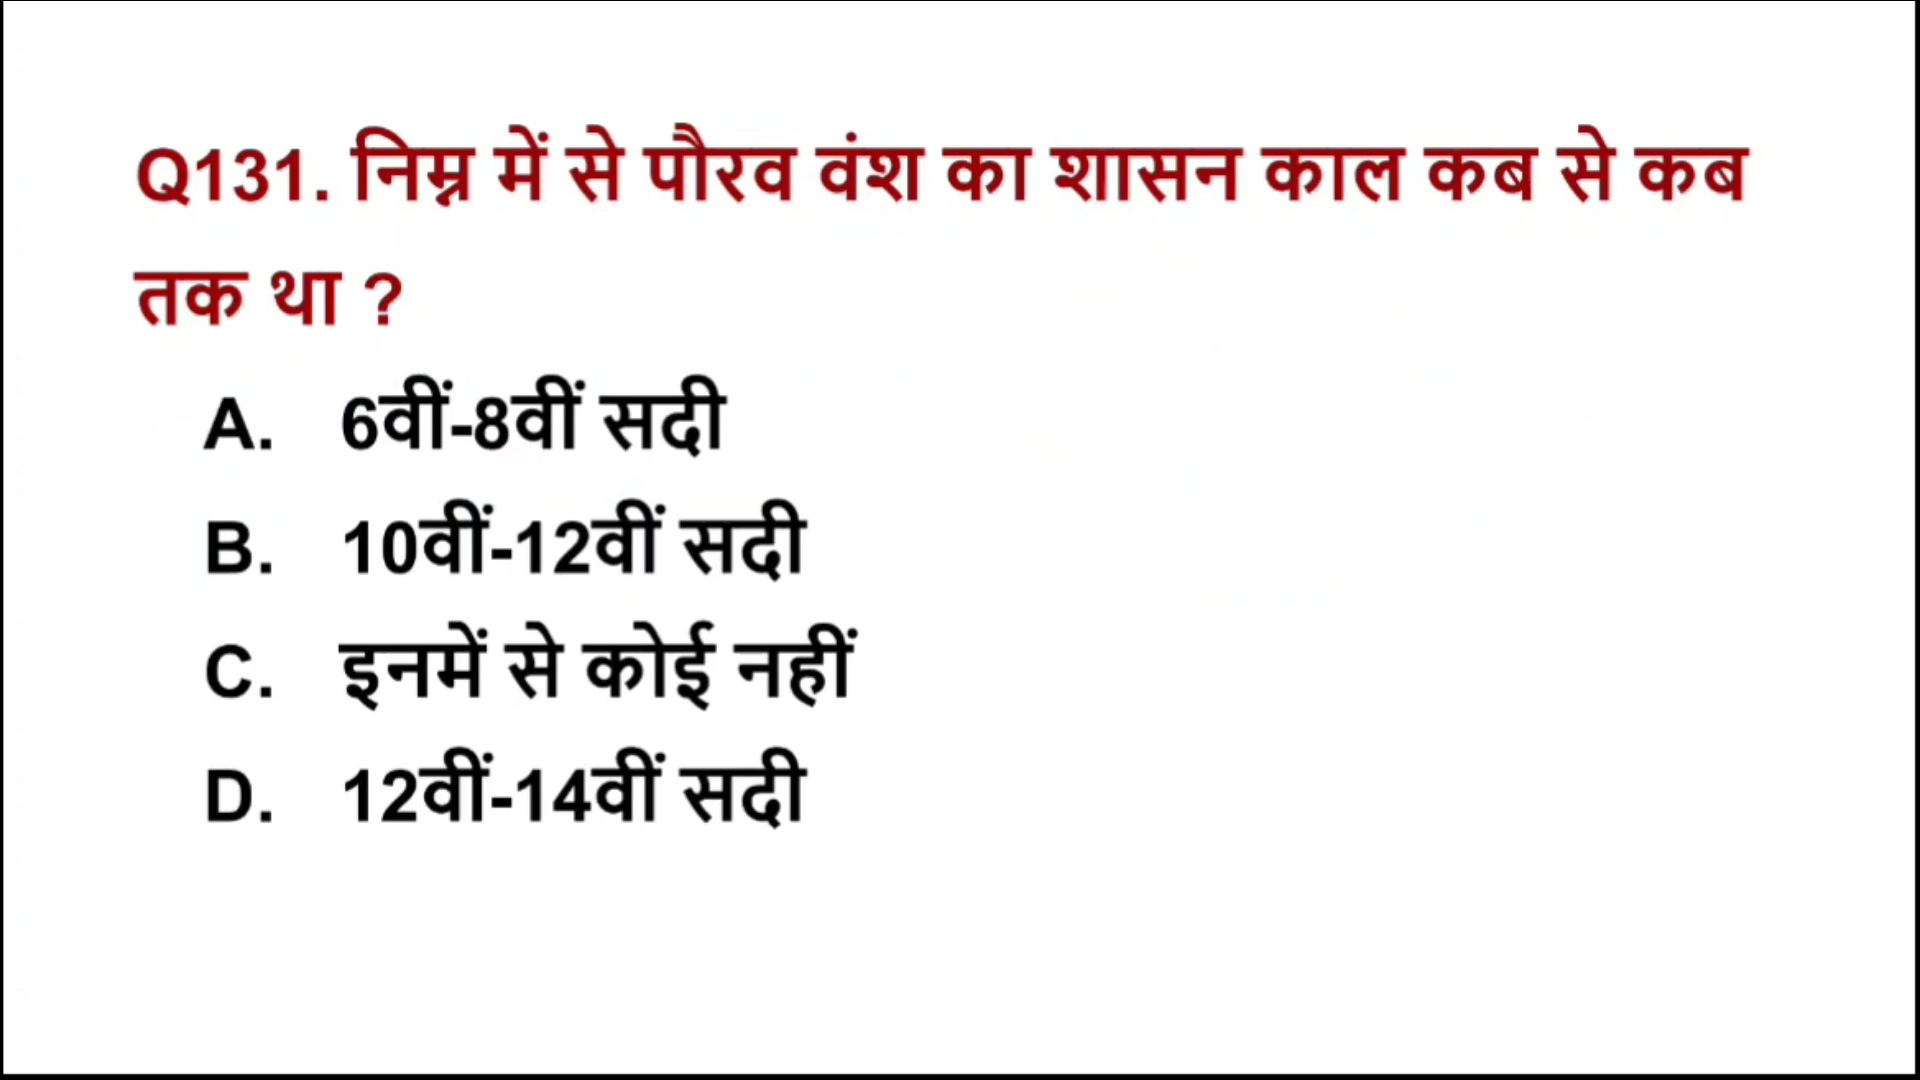 Q131. निम्न में से पौरव वंश का शासन काल कब से कब
तक था ?
A. 6वीं-8वीं सदी
B. 10वीं-12वीं सदी
C. इनमें से कोई नहीं
D. 12वीं-14वीं सदी